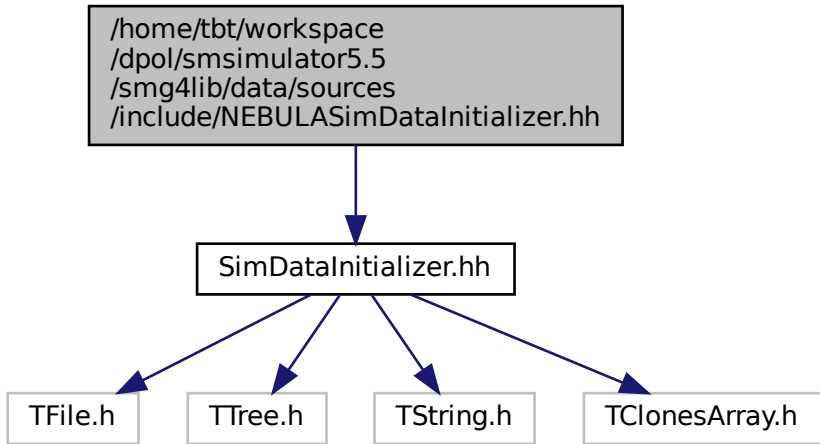 /home/tbt/workspace
/dpol/smsimulator5.5
/smg4lib/data/sources
/include/NEBULASimDataInitializer.hh
SimDataInitializer.hh
TFile.h
TTree.h
TString.h
TClonesArray.h